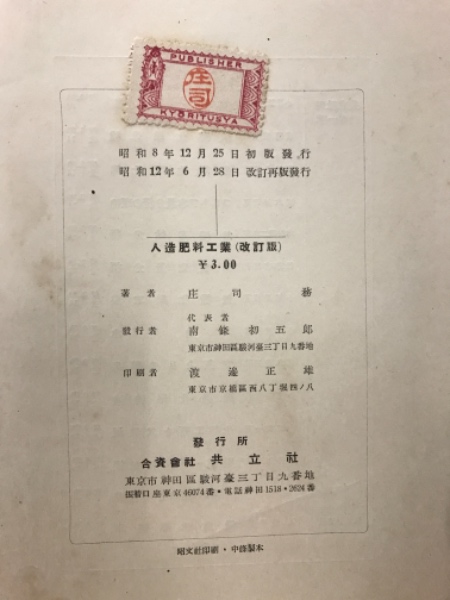 PUBLISHER
庄司
KYORITUSYA
昭和8年12月25日初版發行
昭和12年6月28日改訂再版發行
人造肥料工業(改訂版)
￥3.00
著者 庄司務
代表者
發行者 南條初五郎
東京市神田區駿河臺三丁目九番地
印刷者 渡邊正雄
東京市京橋區西八丁堀四ノ八
發行所
合資會社 共立社
東京市神田區駿河臺三丁目九番地
振替口座東京46074番・電話神田1518・2624番
昭文社印刷・中條製本